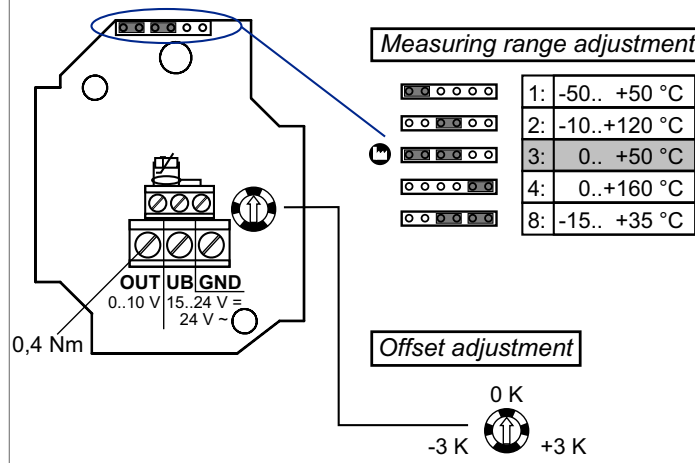 Measuring range adjustment
1: -50.. +50 °C
2: -10..+120 °C
3: 0.. +50 °C
4: 0..+160 °C
8: -15.. +35 °C
OUT UB GND
0..10 V 15..24 V =
24 V ~
0,4 Nm
Offset adjustment
0 K
-3 K +3 K